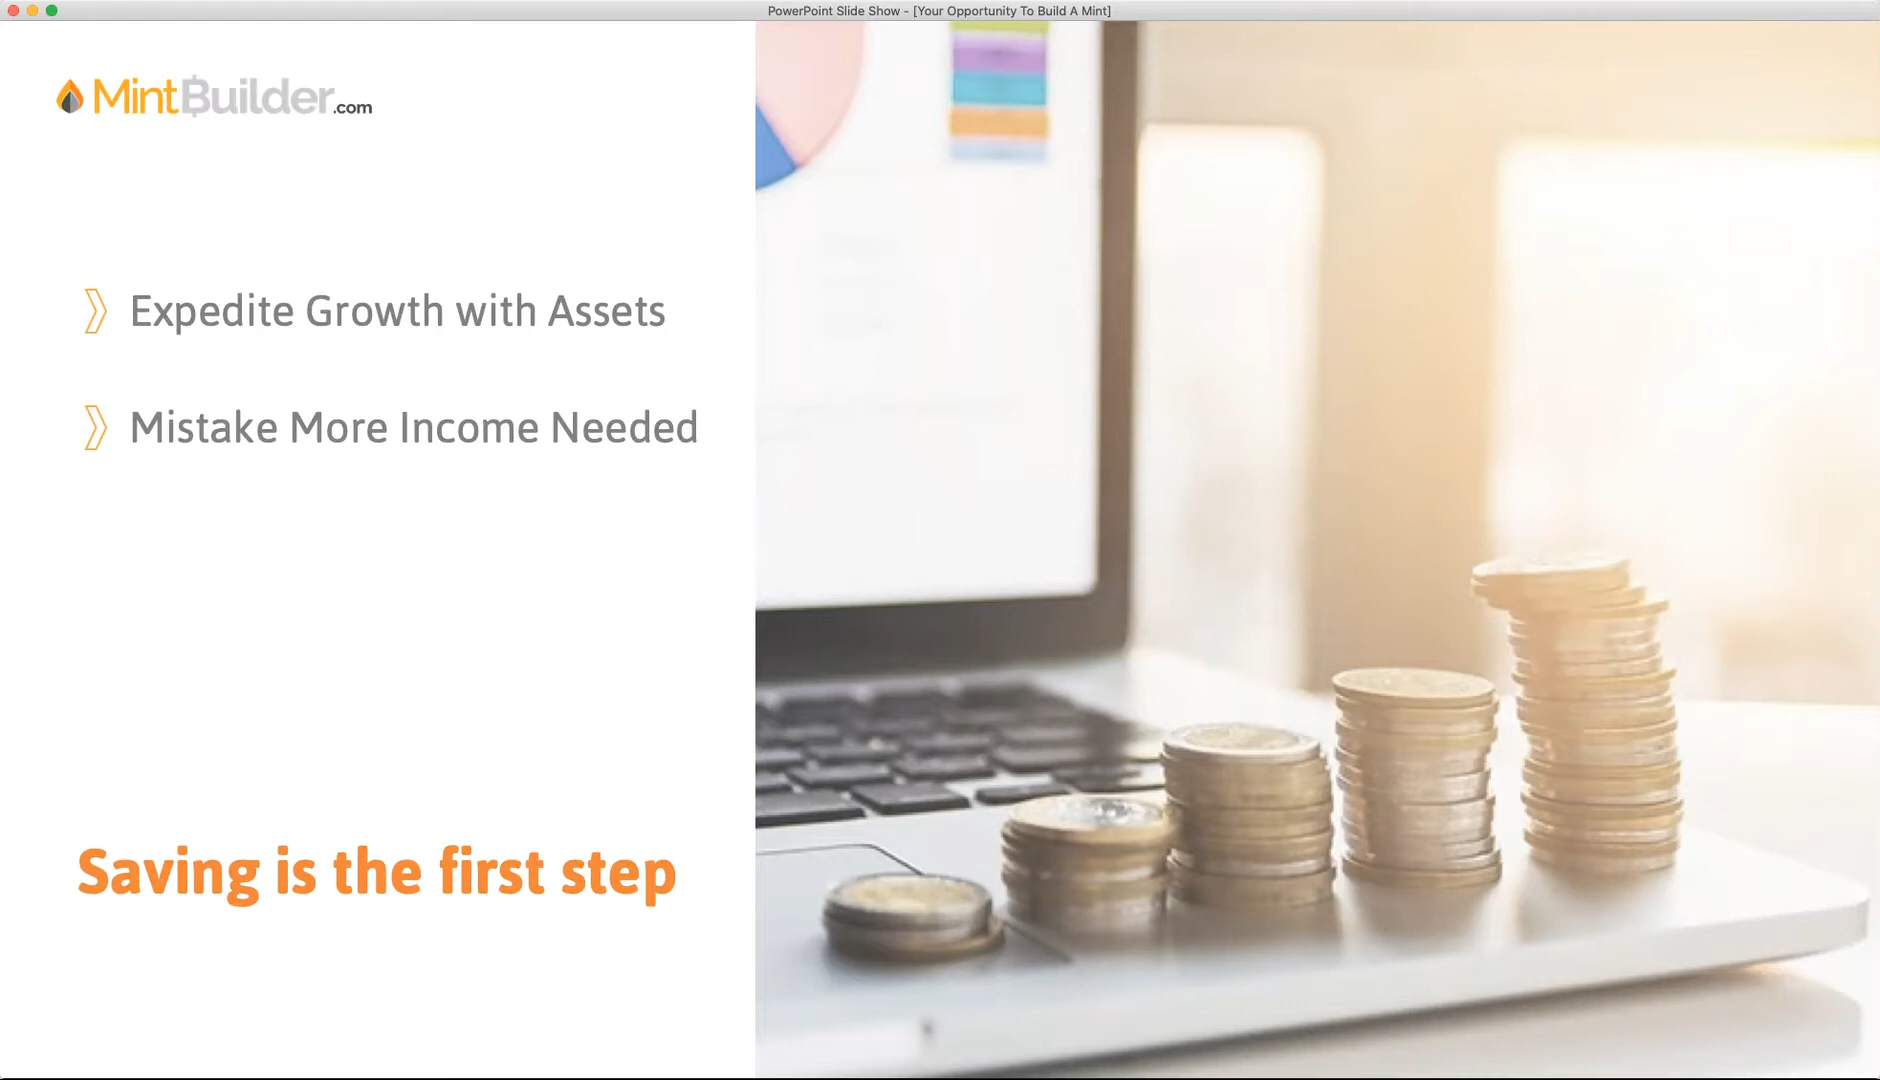 PowerPoint Slide Show - [Your Opportunity To Build A Mint]
MintBuilder.com
Expedite Growth with Assets
Mistake More Income Needed
Saving is the first step